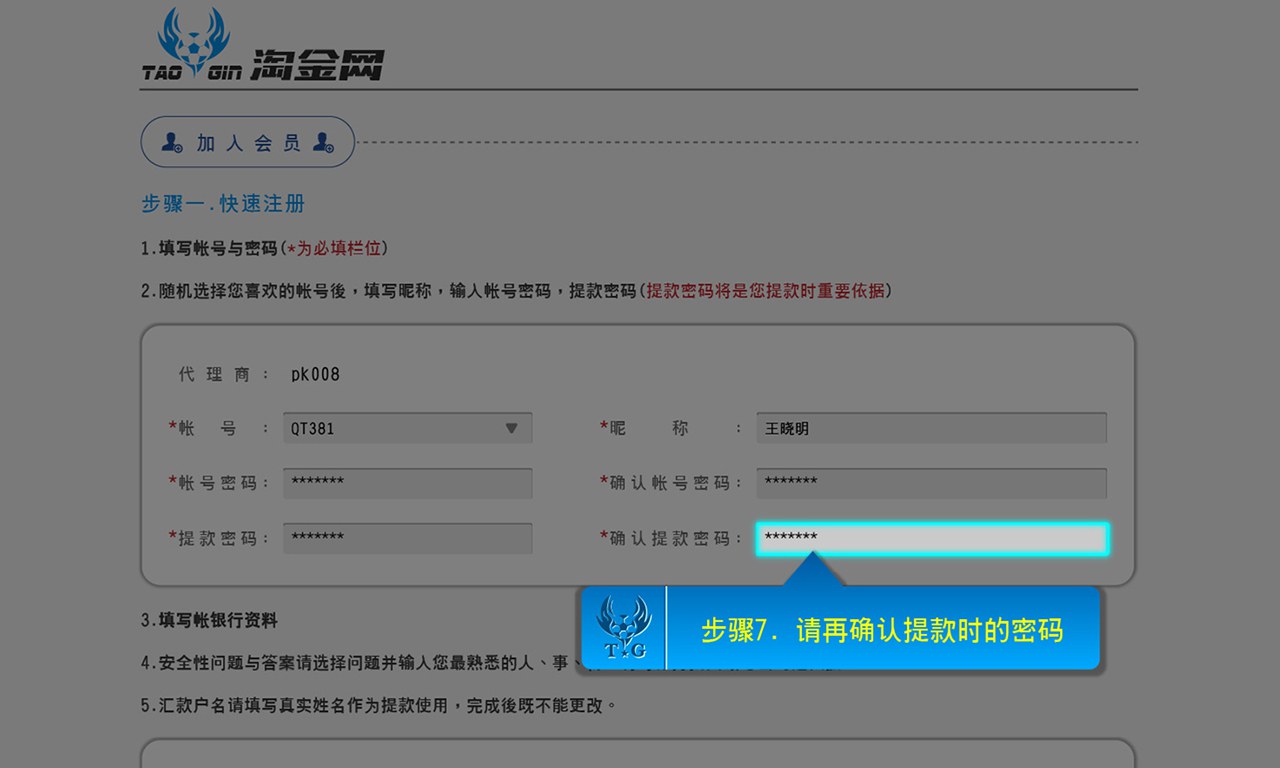 TAO GIN 淘金网
加入会员
步骤一.快速注册
1.填写帐号与密码(*为必填栏位)
2.随机选择您喜欢的帐号後，填写昵称，输入帐号密码，提款密码(提款密码将是您提款时重要依据)
代理商： pk008
*帐号： QT381 *昵称： 王晓明
*帐号密码： ******* *确认帐号密码： *******
*提款密码： ******* *确认提款密码： *******
T G 步骤7. 请再确认提款时的密码
3.填写帐银行资料
4.安全性问题与答案请选择问题并输入您最熟悉的人、事、
5.汇款户名请填写真实姓名作为提款使用，完成後既不能更改。